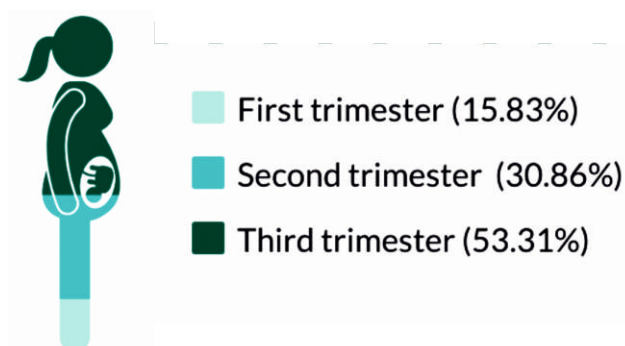 First trimester (15.83%)
Second trimester (30.86%)
Third trimester (53.31%)